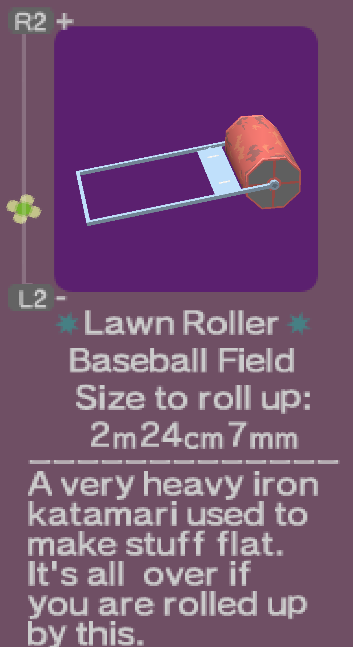 R2 +
L2 -
Lawn Roller
Baseball Field
Size to roll up:
2m24cm7mm
A very heavy iron
katamari used to
make stuff flat.
It's all  over if
you are rolled up
by this.